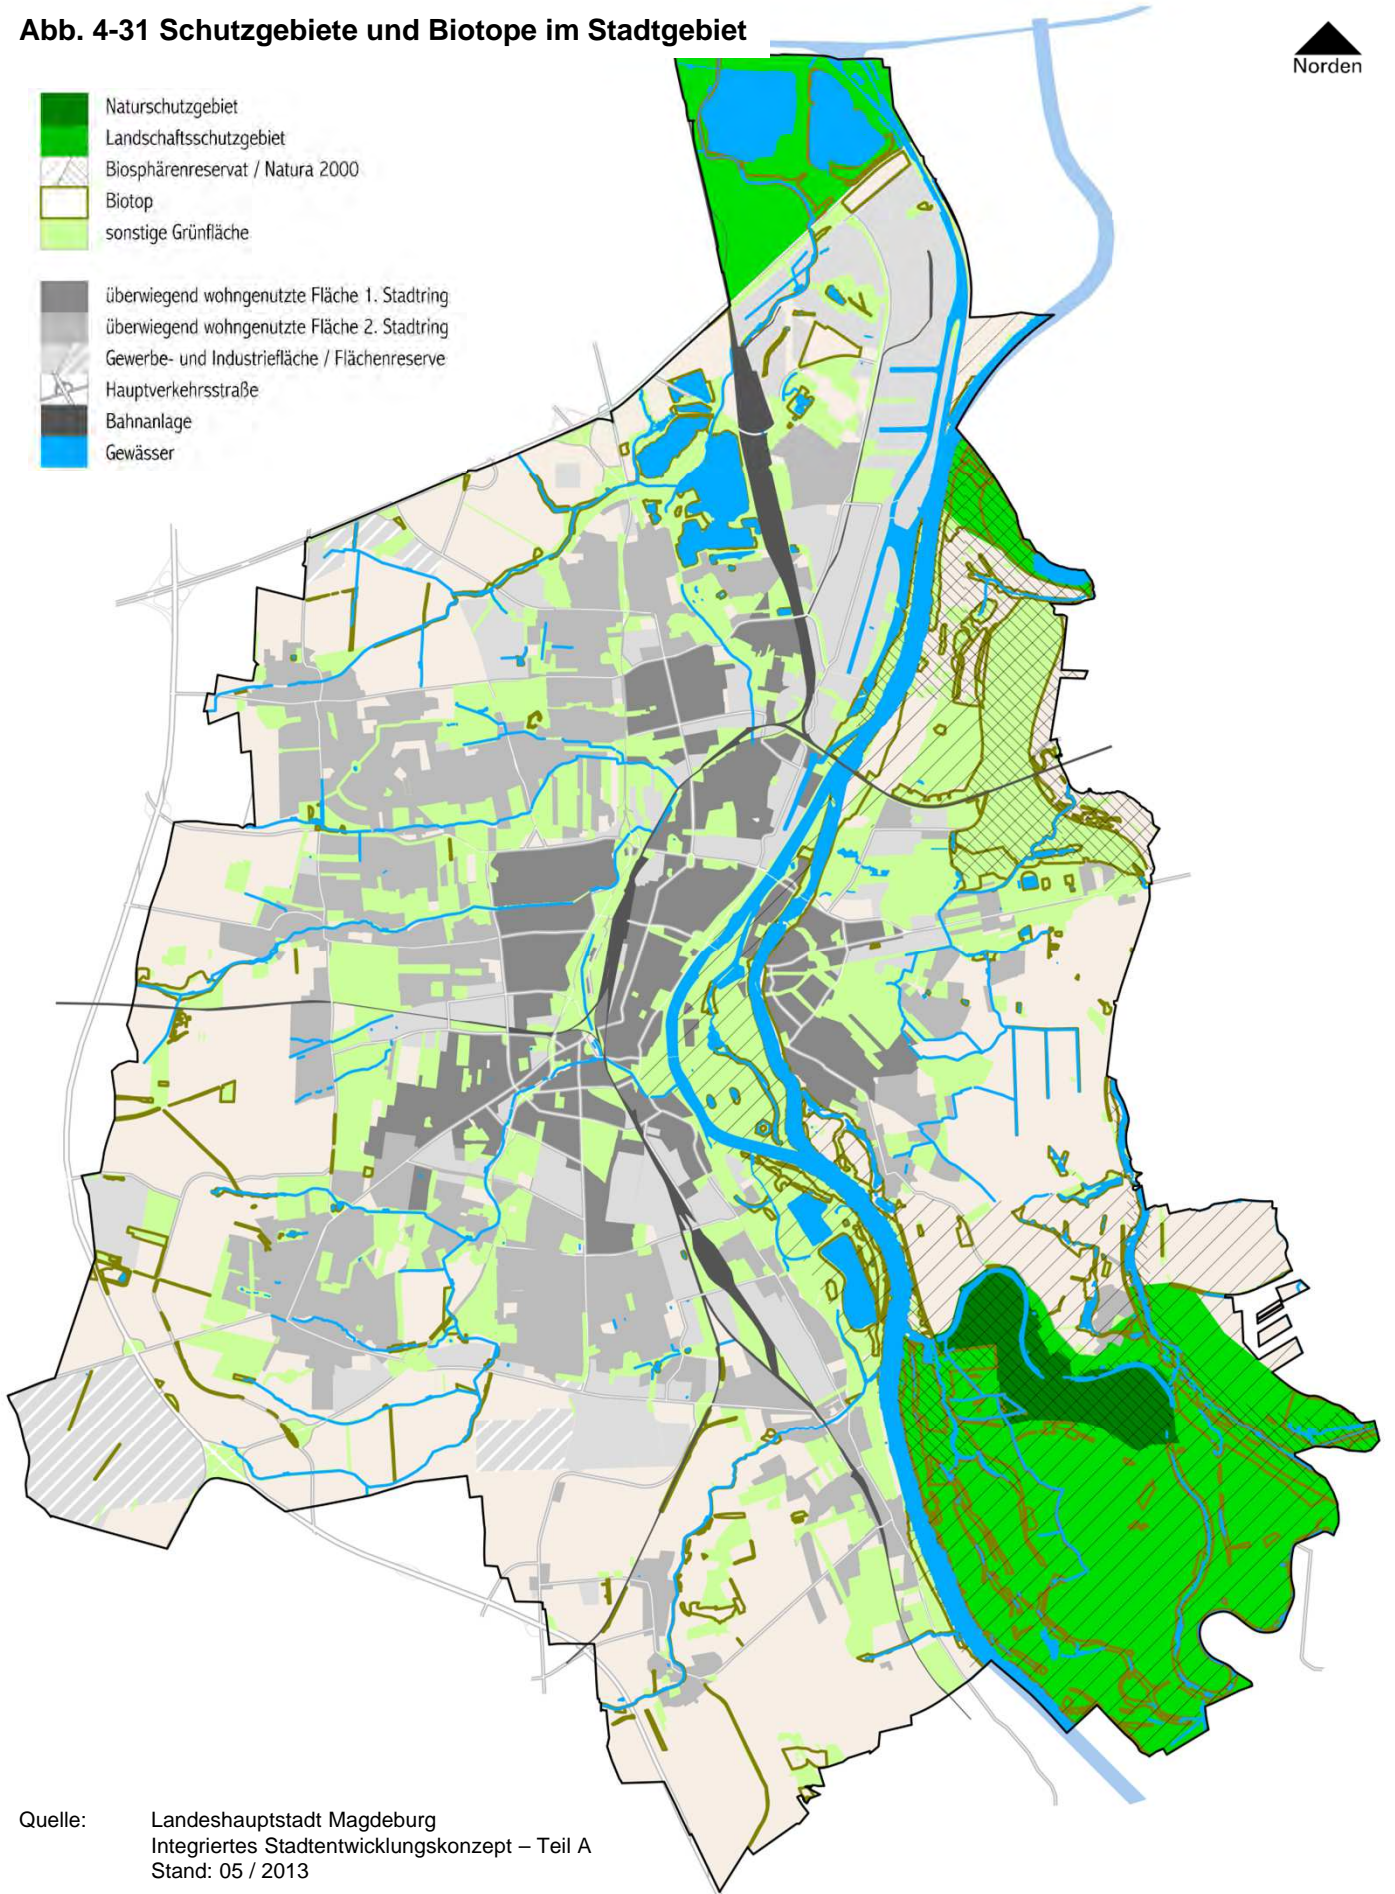 Abb. 4-31 Schutzgebiete und Biotope im Stadtgebiet
Norden
Naturschutzgebiet
Landschaftsschutzgebiet
Biosphärenreservat / Natura 2000
Biotop
sonstige Grünfläche
überwiegend wohngenutzte Fläche 1. Stadtring
überwiegend wohngenutzte Fläche 2. Stadtring
Gewerbe- und Industriefläche / Flächenreserve
Hauptverkehrsstraße
Bahnanlage
Gewässer
Quelle: Landeshauptstadt Magdeburg
Integriertes Stadtentwicklungskonzept – Teil A
Stand: 05 / 2013